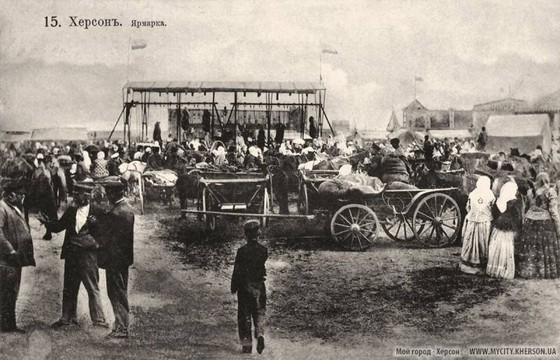 15. Херсонъ. Ярмарка.
Мой город - Херсон WWW.MYCITY.KHERSON.UA